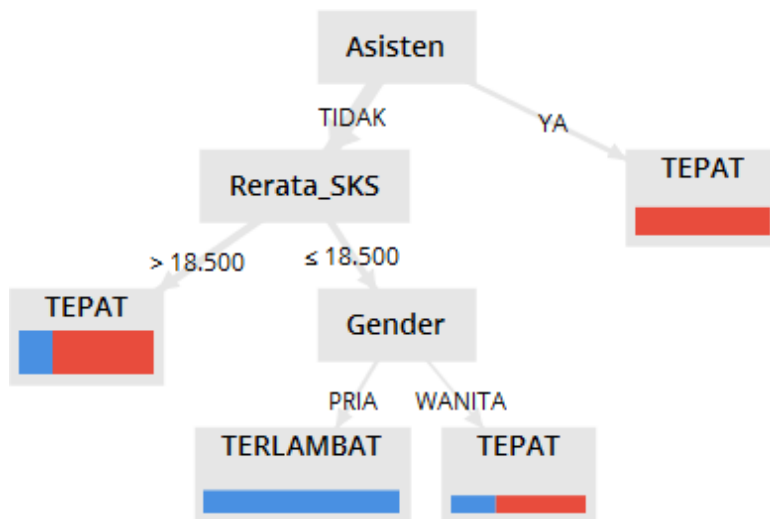 Asisten
TIDAK
YA
Rerata_SKS
TEPAT
> 18.500
≤ 18.500
TEPAT
Gender
PRIA
WANITA
TERLAMBAT
TEPAT